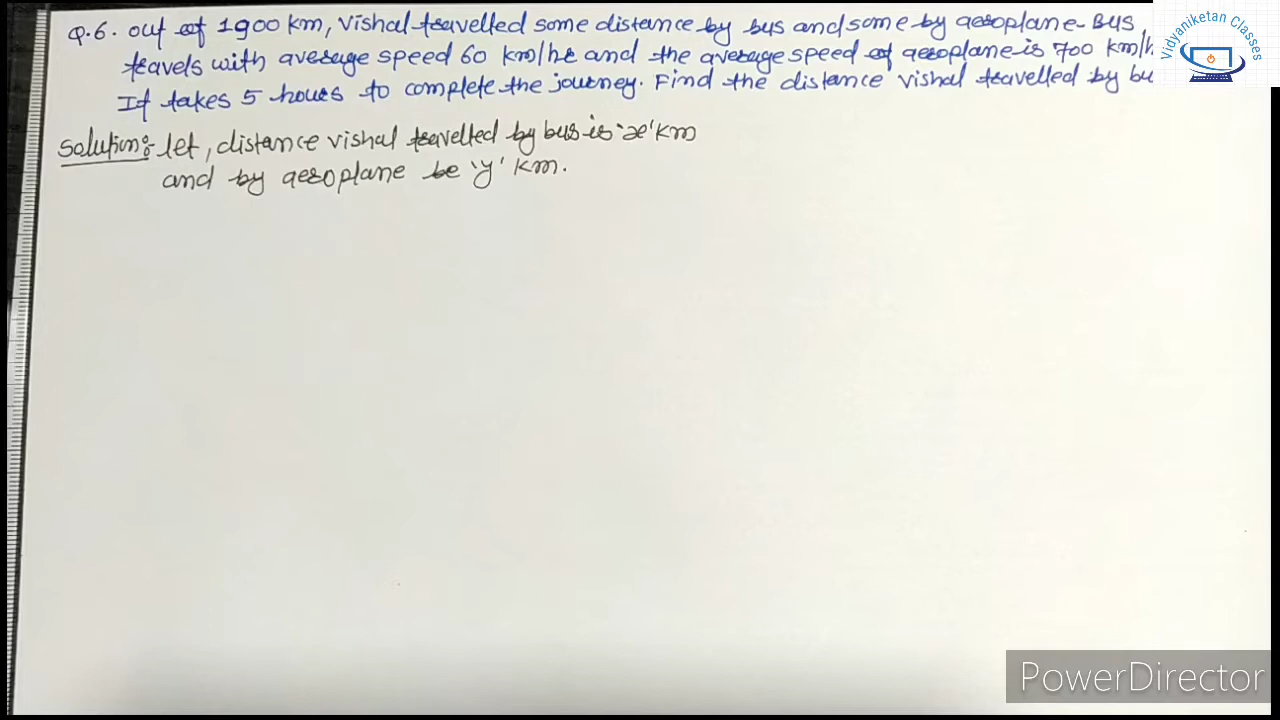 Q.6. out of 1900 km, Vishal travelled some distance by bus and some by aeroplane. Bus,
travels with average speed 60 km/hr and the average speed of aeroplane is 700 km/h
It takes 5 hours to complete the journey. Find the distance vishal travelled by bu
Solution:- let, distance vishal travelled by bus is 'x' km
and by aeroplane be 'y' km.
Vidyaniketan Classes
PowerDirector